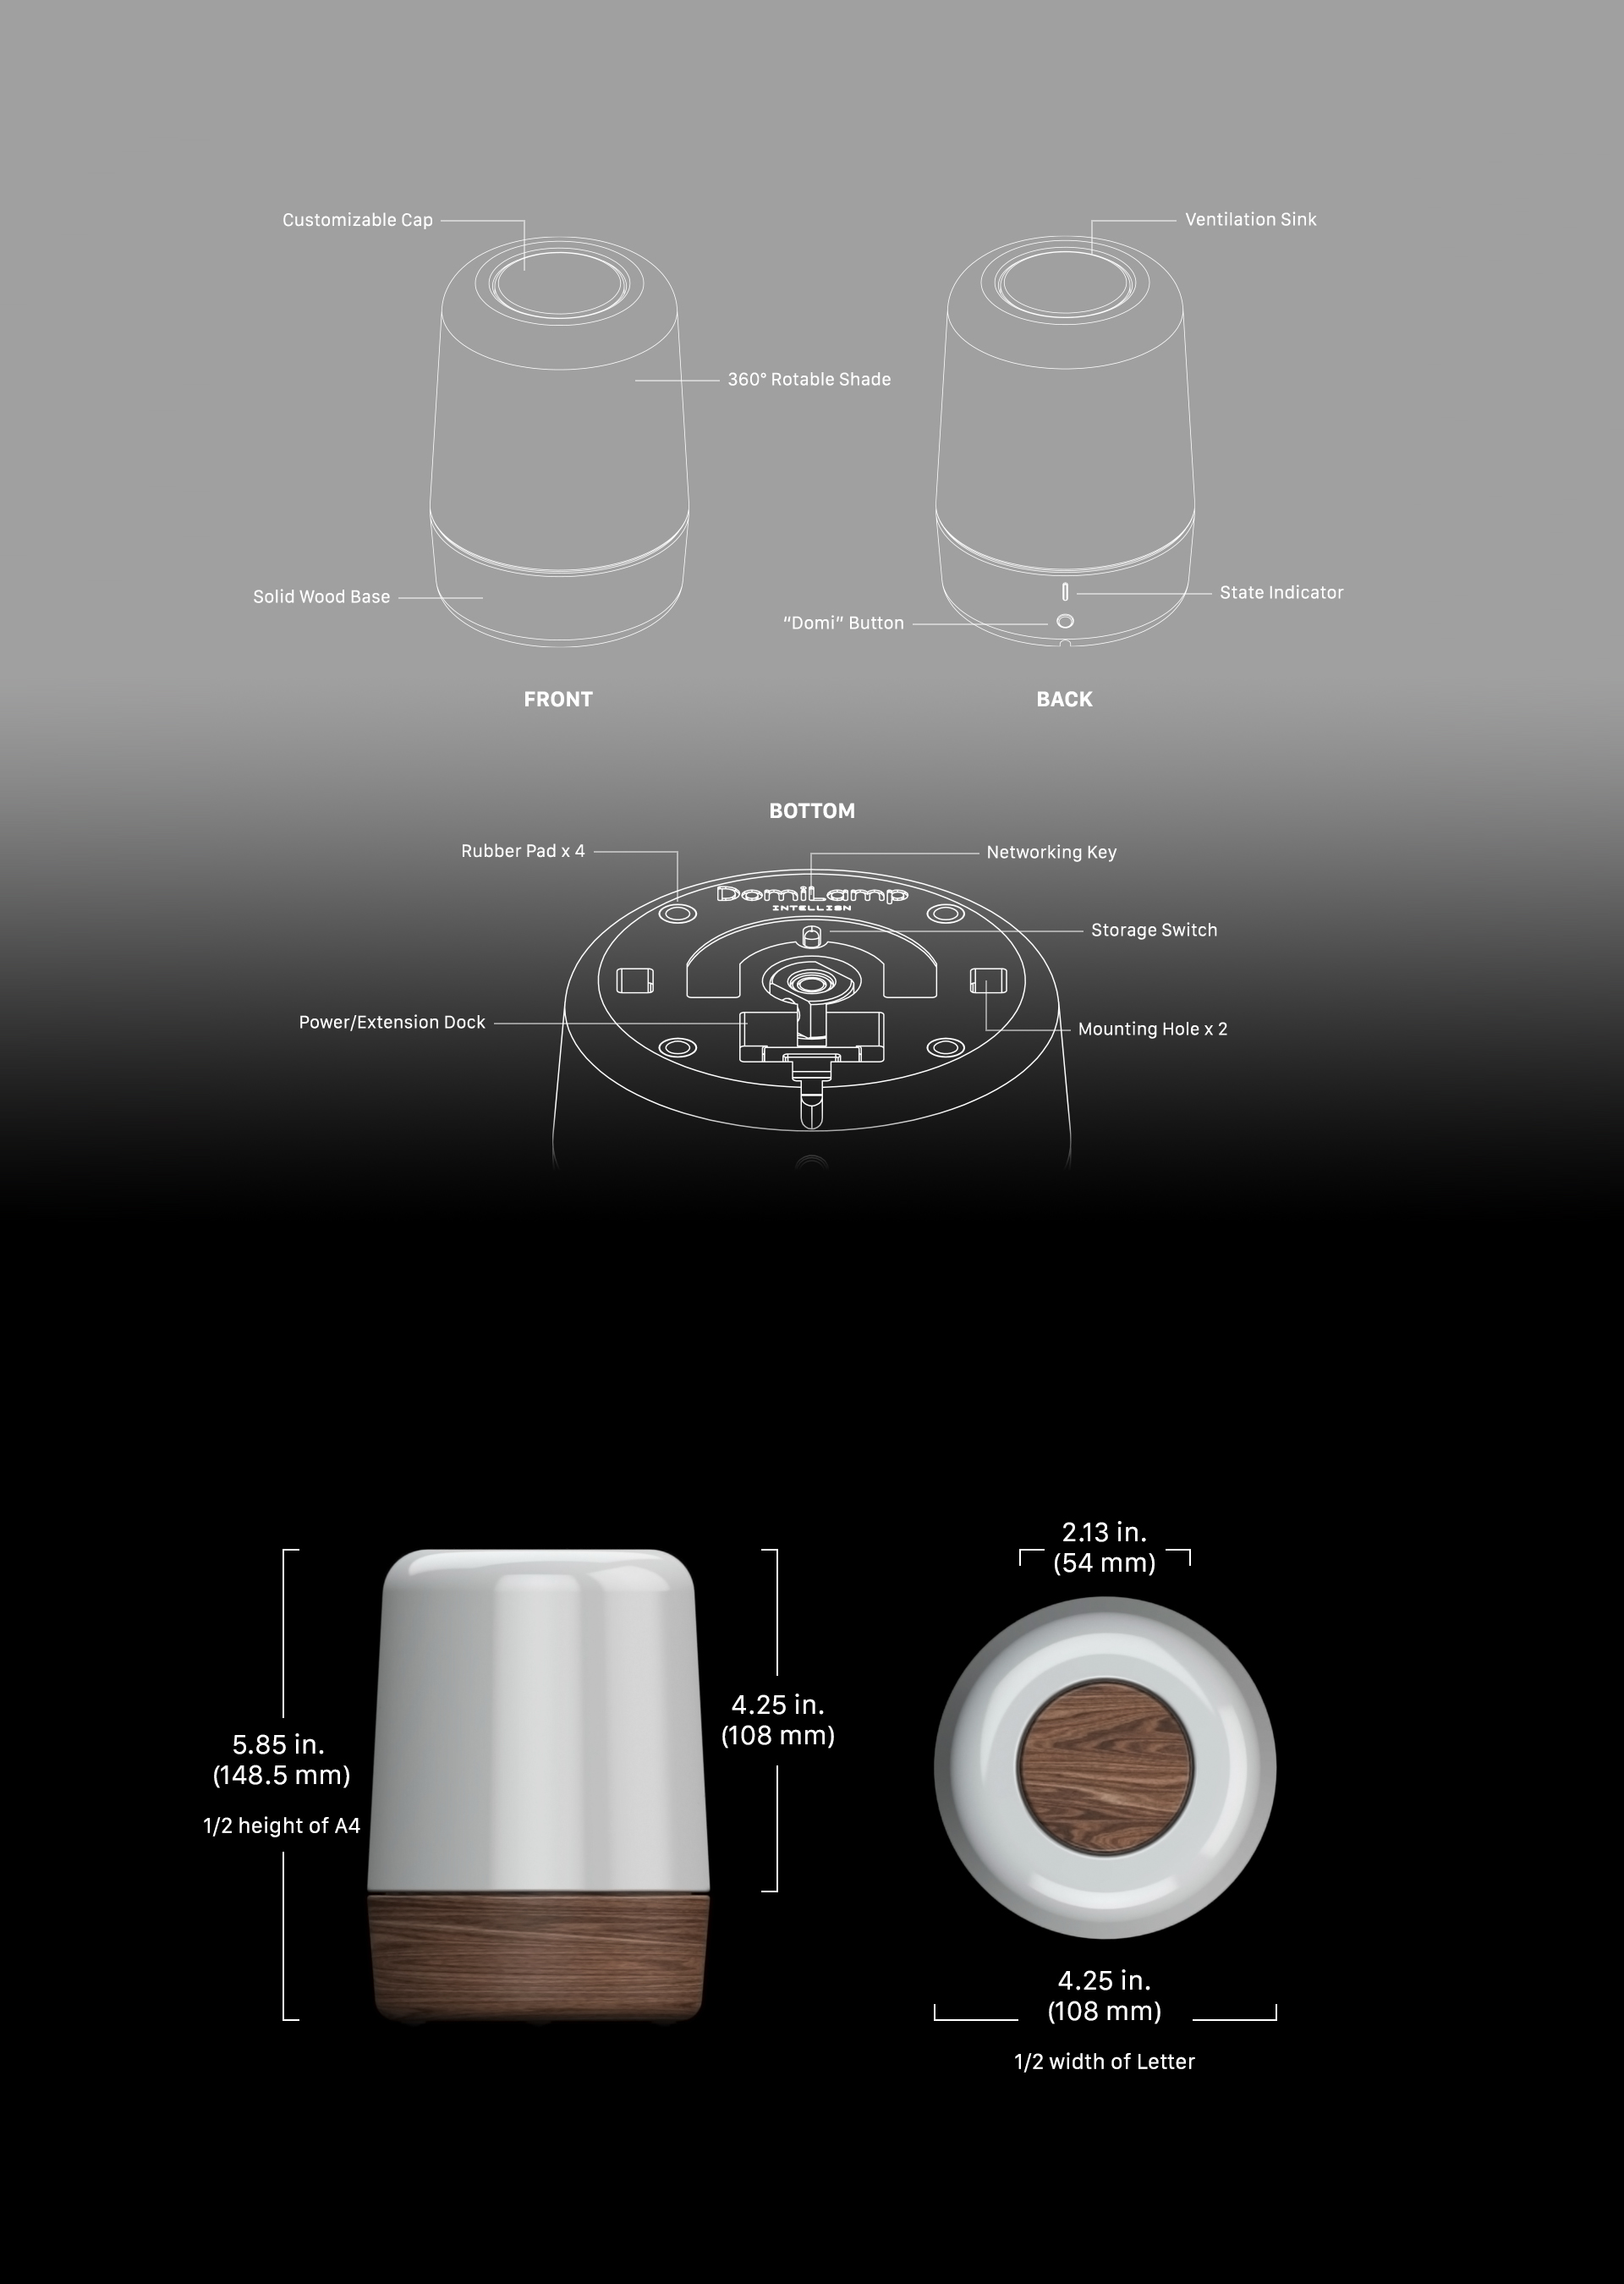 Customizable Cap
Ventilation Sink
360° Rotable Shade
Solid Wood Base
State Indicator
“Domi” Button
FRONT
BACK
BOTTOM
Rubber Pad x 4
Networking Key
DomiLamp
INTELLIGN
Storage Switch
Power/Extension Dock
Mounting Hole x 2
2.13 in.
(54 mm)
4.25 in.
(108 mm)
5.85 in.
(148.5 mm)
1/2 height of A4
4.25 in.
(108 mm)
1/2 width of Letter